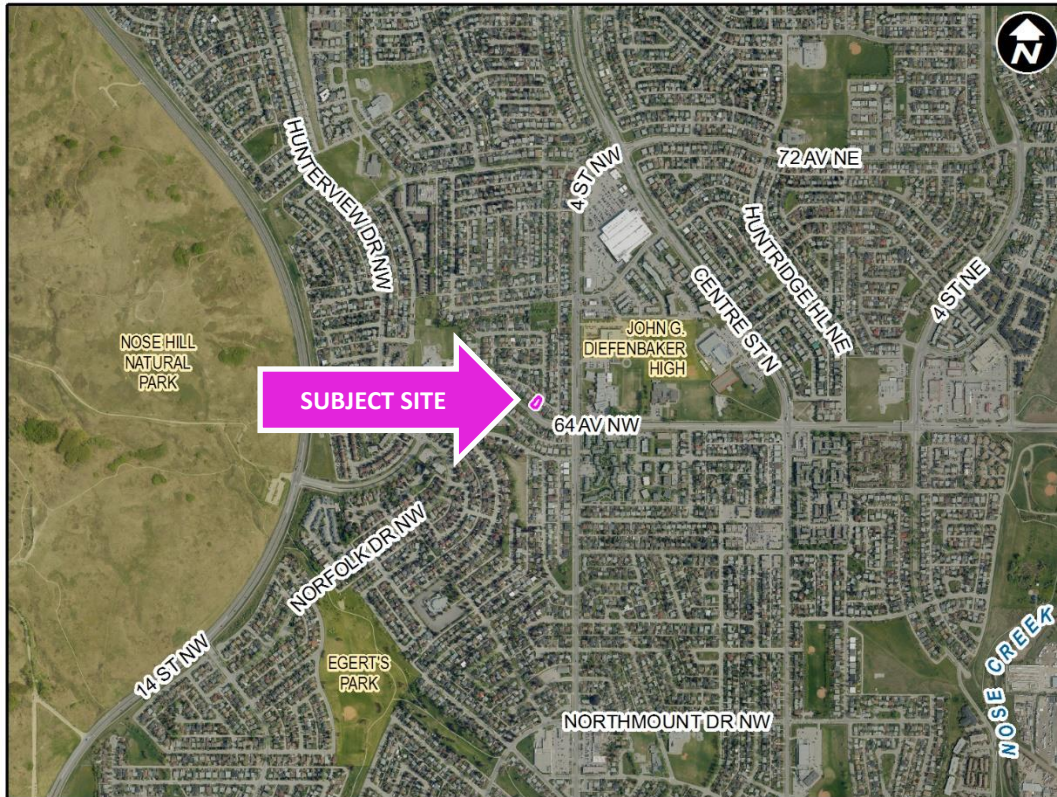 N
HUNTERVIEW DR NW
4 ST NW
72 AV NE
HUNTRIDGE HL NE
4 ST NE
CENTRE ST N
NOSE HILL
NATURAL
PARK
JOHN G.
DIEFENBAKER
HIGH
SUBJECT SITE
64 AV NW
NORFOLK DR NW
14 ST NW
EGERT'S
PARK
NORTHMOUNT DR NW
NOSE CREEK